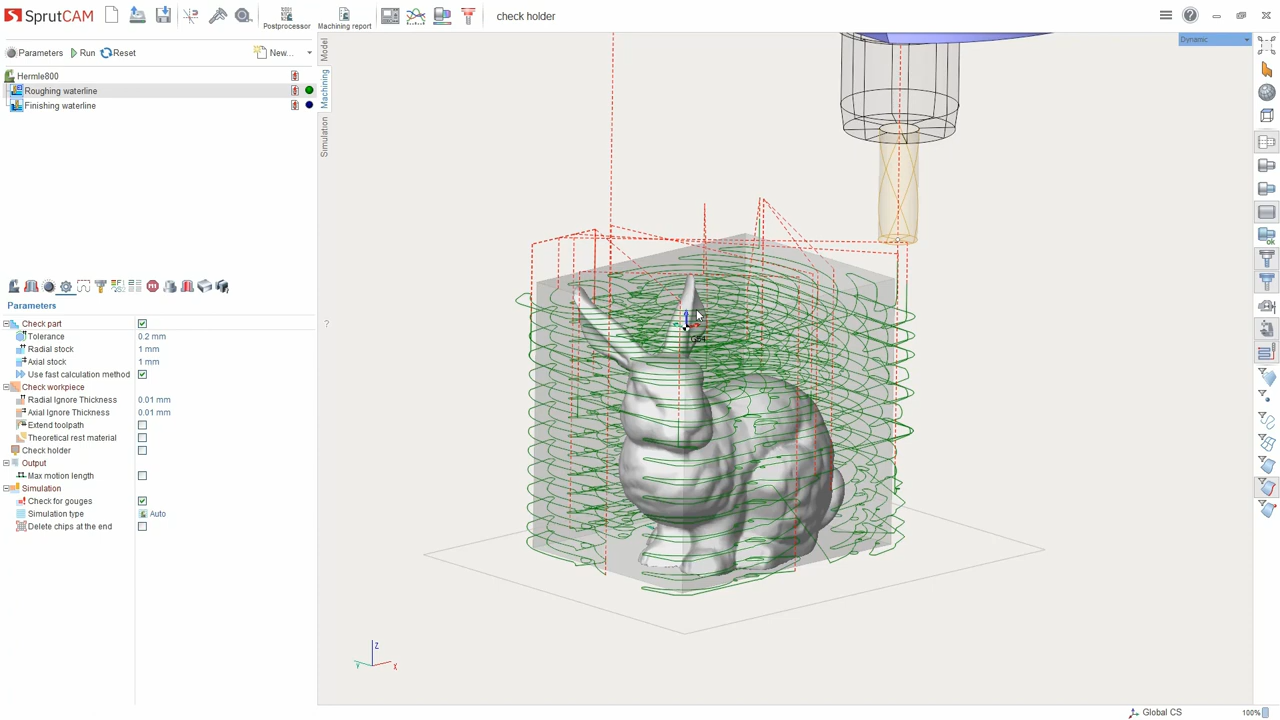 SprutCAM
Postprocessor
Machining report
check holder
Parameters
Run
Reset
New...
Hermle800
Roughing waterline
Finishing waterline
Model
Machining
Simulation
Dynamic
Parameters
?
Check part
Tolerance 0.2 mm
Radial stock 1 mm
Axial stock 1 mm
Use fast calculation method
Check workpiece
Radial Ignore Thickness 0.01 mm
Axial Ignore Thickness 0.01 mm
Extend toolpath
Theoretical rest material
Check holder
Output
Max motion length
Simulation
Check for gouges
Simulation type Auto
Delete chips at the end
G54
Z
Y
X
ok
Global CS
100%